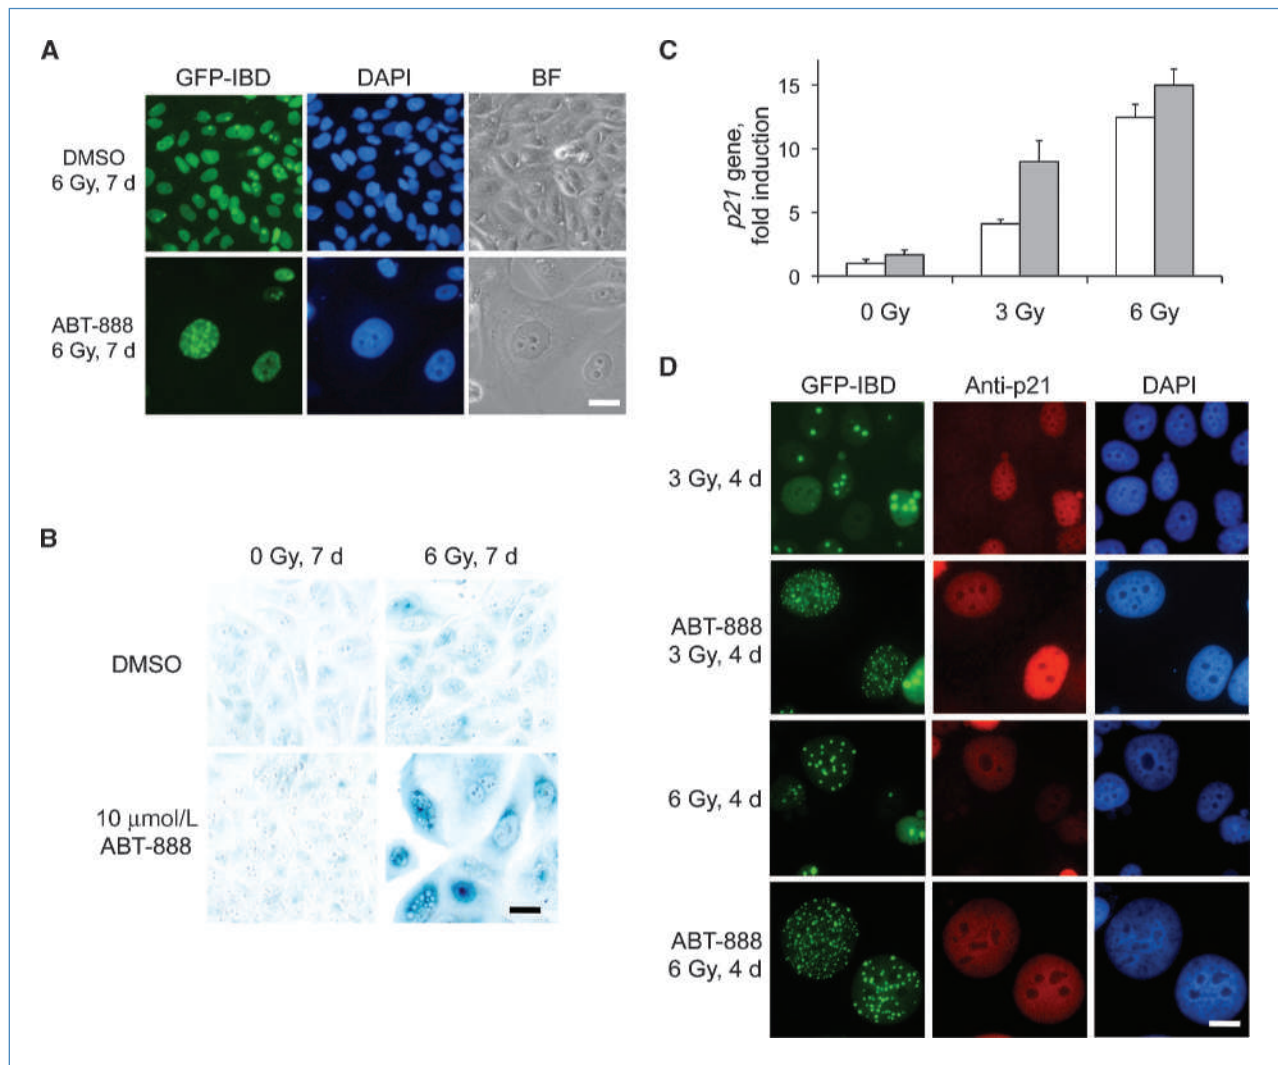 A
GFP-IBD DAPI BF
DMSO
6 Gy, 7 d
ABT-888
6 Gy, 7 d
B
0 Gy, 7 d 6 Gy, 7 d
DMSO
10 μmol/L
ABT-888
C
p21 gene,
fold induction
15
10
5
0
0 Gy 3 Gy 6 Gy
D
GFP-IBD Anti-p21 DAPI
3 Gy, 4 d
ABT-888
3 Gy, 4 d
6 Gy, 4 d
ABT-888
6 Gy, 4 d